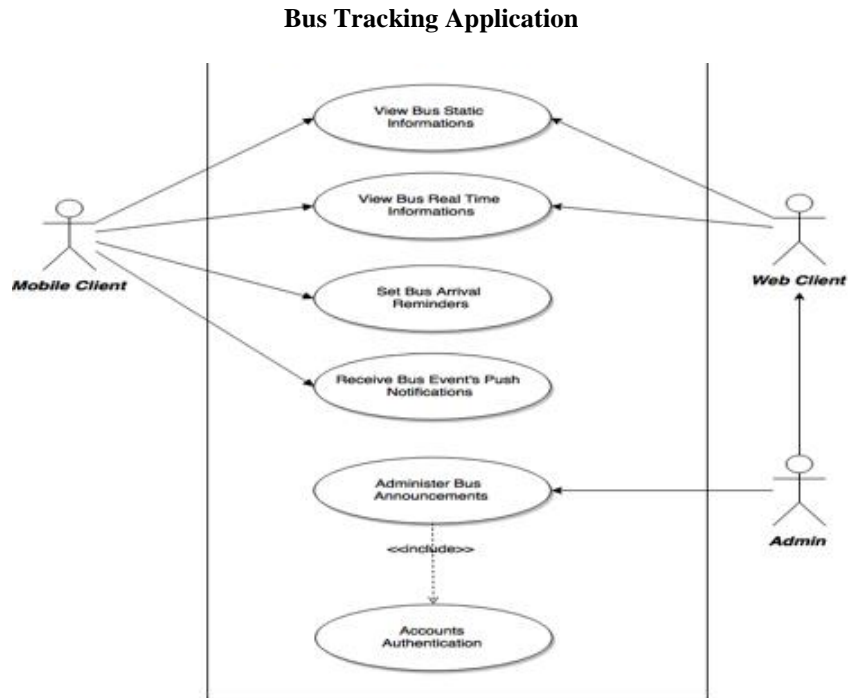 Bus Tracking Application
View Bus Static
Informations
View Bus Real Time
Informations
Mobile Client
Web Client
Set Bus Arrival
Reminders
Receive Bus Event's Push
Notifications
Administer Bus
Announcements
Admin
<<include>>
Accounts
Authentication